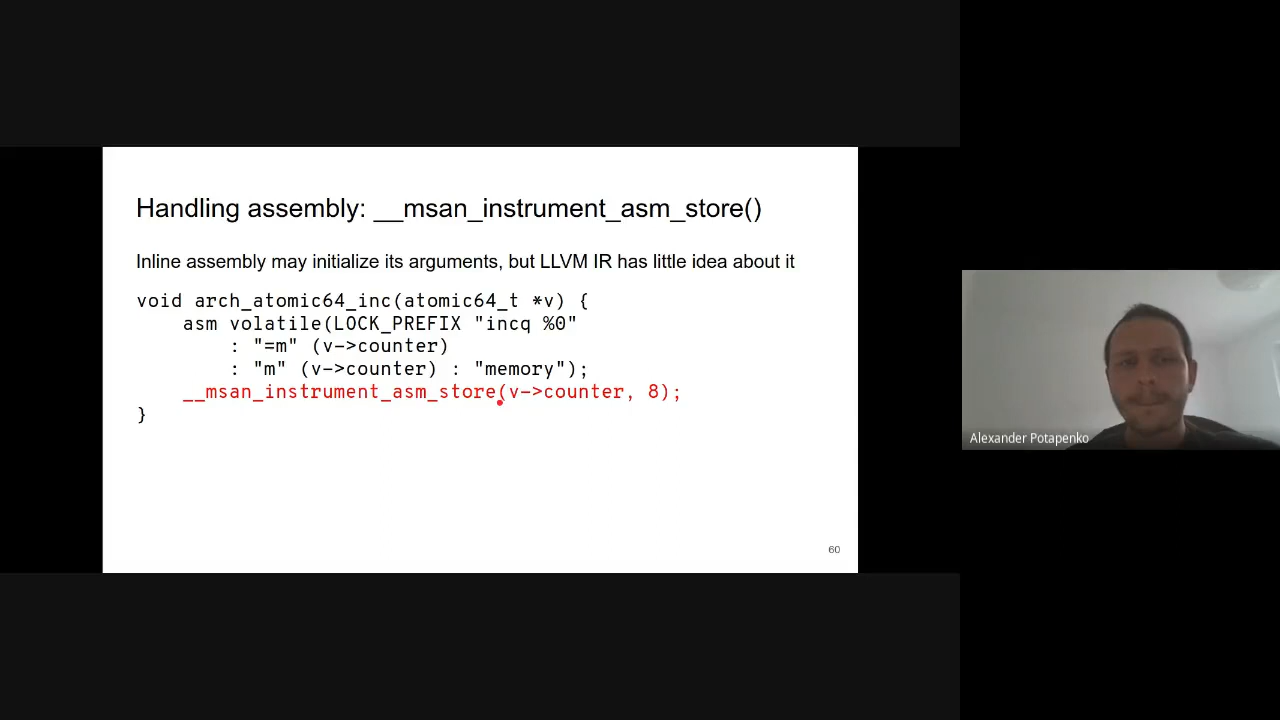 Handling assembly: __msan_instrument_asm_store()
Inline assembly may initialize its arguments, but LLVM IR has little idea about it
void arch_atomic64_inc(atomic64_t *v) {
    asm volatile(LOCK_PREFIX "incq %0"
        : "=m" (v->counter)
        : "m" (v->counter) : "memory");
    __msan_instrument_asm_store(v->counter, 8);
}
60
Alexander Potapenko